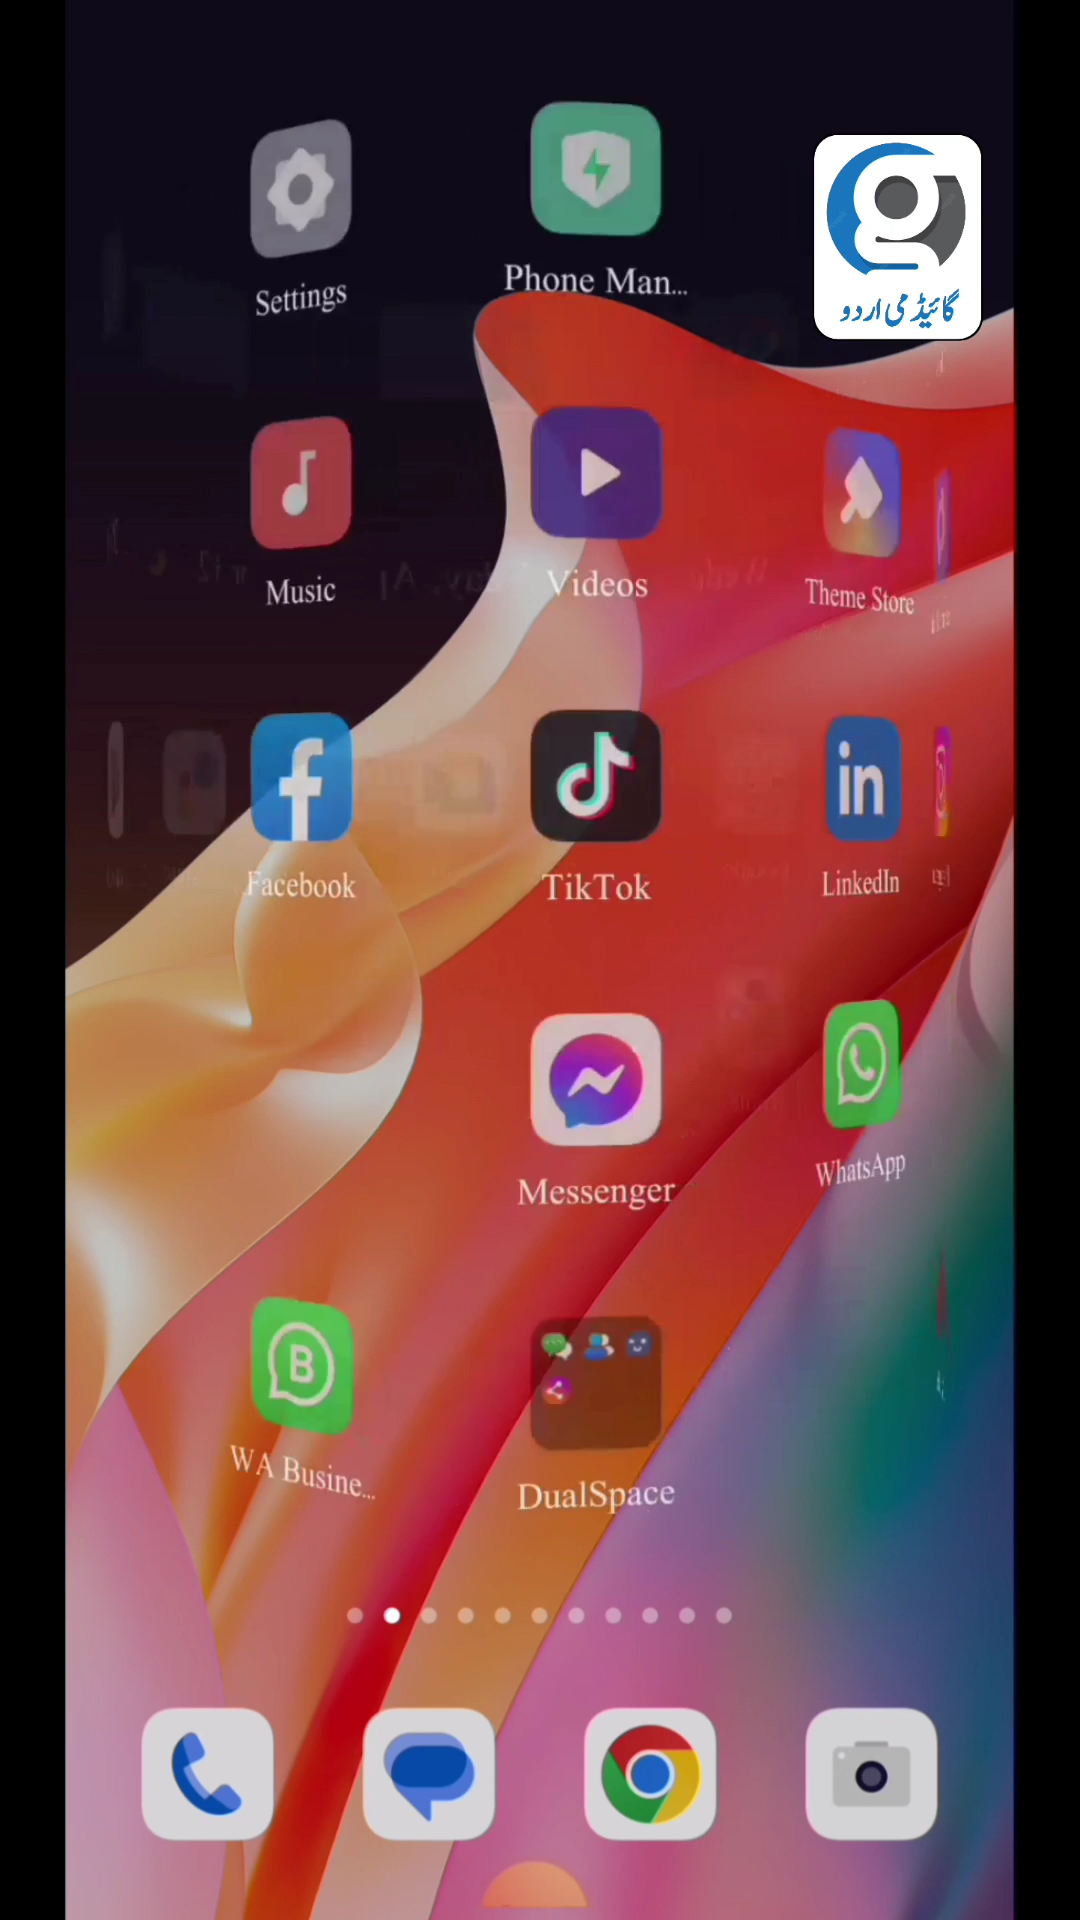 گائیڈ می اردو
Settings
Phone Man...
Music
Videos
Theme Store
Facebook
TikTok
LinkedIn
Messenger
WhatsApp
WA Busine...
DualSpace